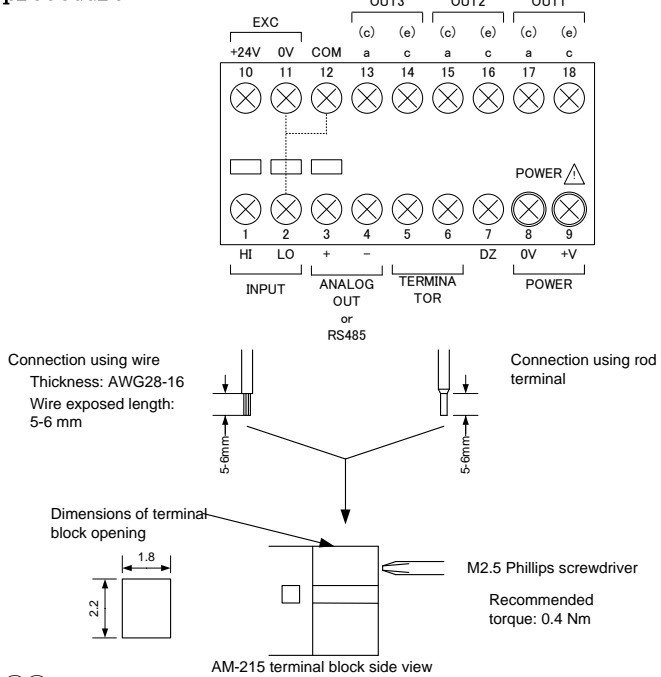 OUT3 OUT2 OUT1
EXC (c) (e) (c) (e) (c) (e)
+24V 0V COM a c a c a c
10 11 12 13 14 15 16 17 18
POWER !
1 2 3 4 5 6 7 8 9
HI LO + − DZ 0V +V
INPUT
ANALOG
OUT
or
RS485
TERMINA
TOR
POWER
Connection using wire
Thickness: AWG28-16
Wire exposed length:
5-6 mm
5-6mm
5-6mm
Connection using rod
terminal
Dimensions of terminal
block opening
1.8
2.2
M2.5 Phillips screwdriver
Recommended
torque: 0.4 Nm
AM-215 terminal block side view